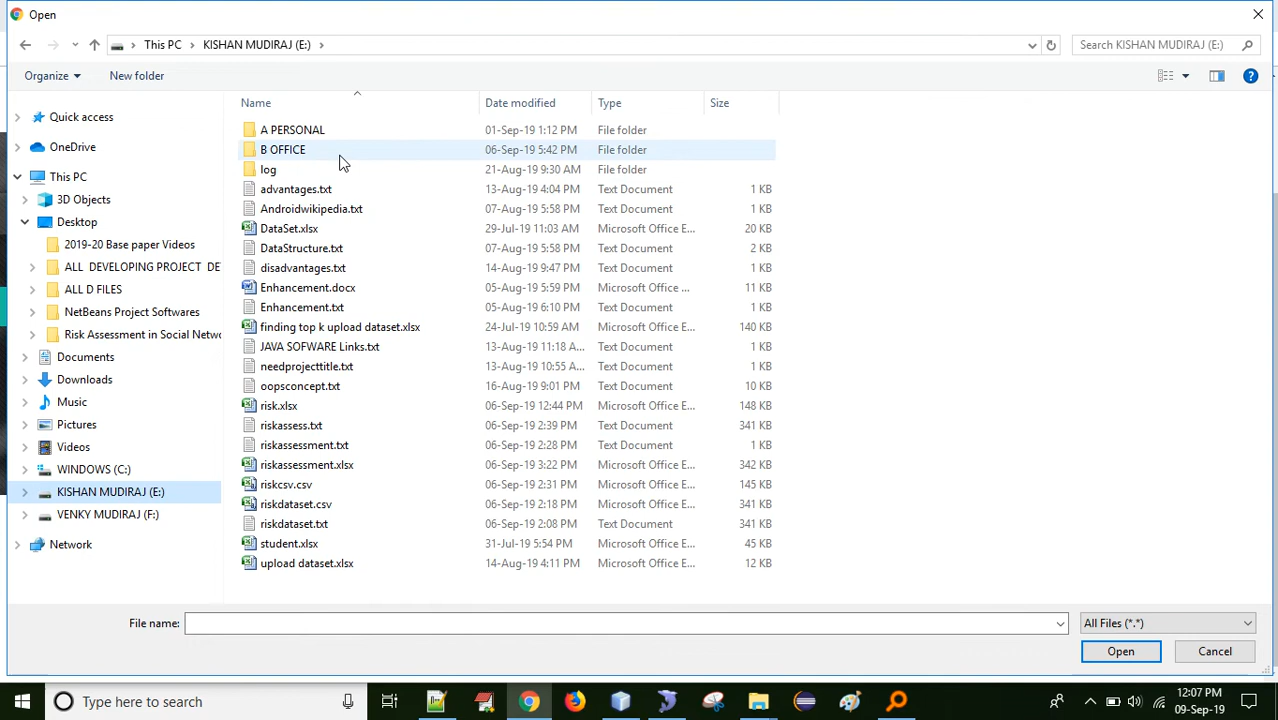 Open
This PC KISHAN MUDIRAJ (E:) Search KISHAN MUDIRAJ (E:)
Organize New folder
Name Date modified Type Size
Quick access
OneDrive
This PC
3D Objects
Desktop
2019-20 Base paper Videos
ALL DEVELOPING PROJECT DE
ALL D FILES
NetBeans Project Softwares
Risk Assessment in Social Netwo
Documents
Downloads
Music
Pictures
Videos
WINDOWS (C:)
KISHAN MUDIRAJ (E:)
VENKY MUDIRAJ (F:)
Network
A PERSONAL 01-Sep-19 1:12 PM File folder
B OFFICE 06-Sep-19 5:42 PM File folder
log 21-Aug-19 9:30 AM File folder
advantages.txt 13-Aug-19 4:04 PM Text Document 1 KB
Androidwikipedia.txt 07-Aug-19 5:58 PM Text Document 1 KB
DataSet.xlsx 29-Jul-19 11:03 AM Microsoft Office E... 20 KB
DataStructure.txt 07-Aug-19 5:58 PM Text Document 2 KB
disadvantages.txt 14-Aug-19 9:47 PM Text Document 1 KB
Enhancement.docx 05-Aug-19 5:59 PM Microsoft Office ... 11 KB
Enhancement.txt 05-Aug-19 6:10 PM Text Document 1 KB
finding top k upload dataset.xlsx 24-Jul-19 10:59 AM Microsoft Office E... 140 KB
JAVA SOFWARE Links.txt 13-Aug-19 11:18 A... Text Document 1 KB
needprojecttitle.txt 13-Aug-19 10:55 A... Text Document 1 KB
oopsconcept.txt 16-Aug-19 9:01 PM Text Document 10 KB
risk.xlsx 06-Sep-19 12:44 PM Microsoft Office E... 148 KB
riskassess.txt 06-Sep-19 2:39 PM Text Document 341 KB
riskassessment.txt 06-Sep-19 2:28 PM Text Document 1 KB
riskassessment.xlsx 06-Sep-19 3:22 PM Microsoft Office E... 342 KB
riskcsv.csv 06-Sep-19 2:31 PM Microsoft Office E... 145 KB
riskdataset.csv 06-Sep-19 2:18 PM Microsoft Office E... 341 KB
riskdataset.txt 06-Sep-19 2:08 PM Text Document 341 KB
student.xlsx 31-Jul-19 5:54 PM Microsoft Office E... 45 KB
upload dataset.xlsx 14-Aug-19 4:11 PM Microsoft Office E... 12 KB
File name: All Files (*.*)
Open Cancel
Type here to search
12:07 PM
09-Sep-19